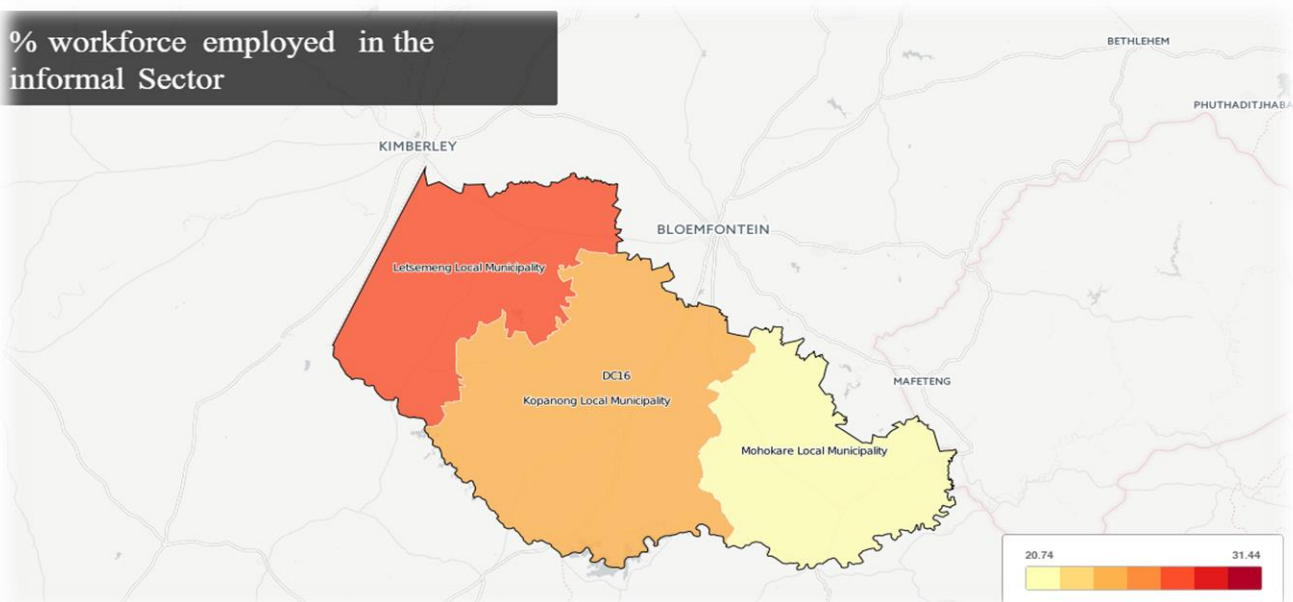 % workforce employed in the
informal Sector
BETHLEHEM
PHUTHADITJHABA
KIMBERLEY
BLOEMFONTEIN
Letsemeng Local Municipality
DC16
MAFETENG
Kopanong Local Municipality
Mohokare Local Municipality
20.74 31.44